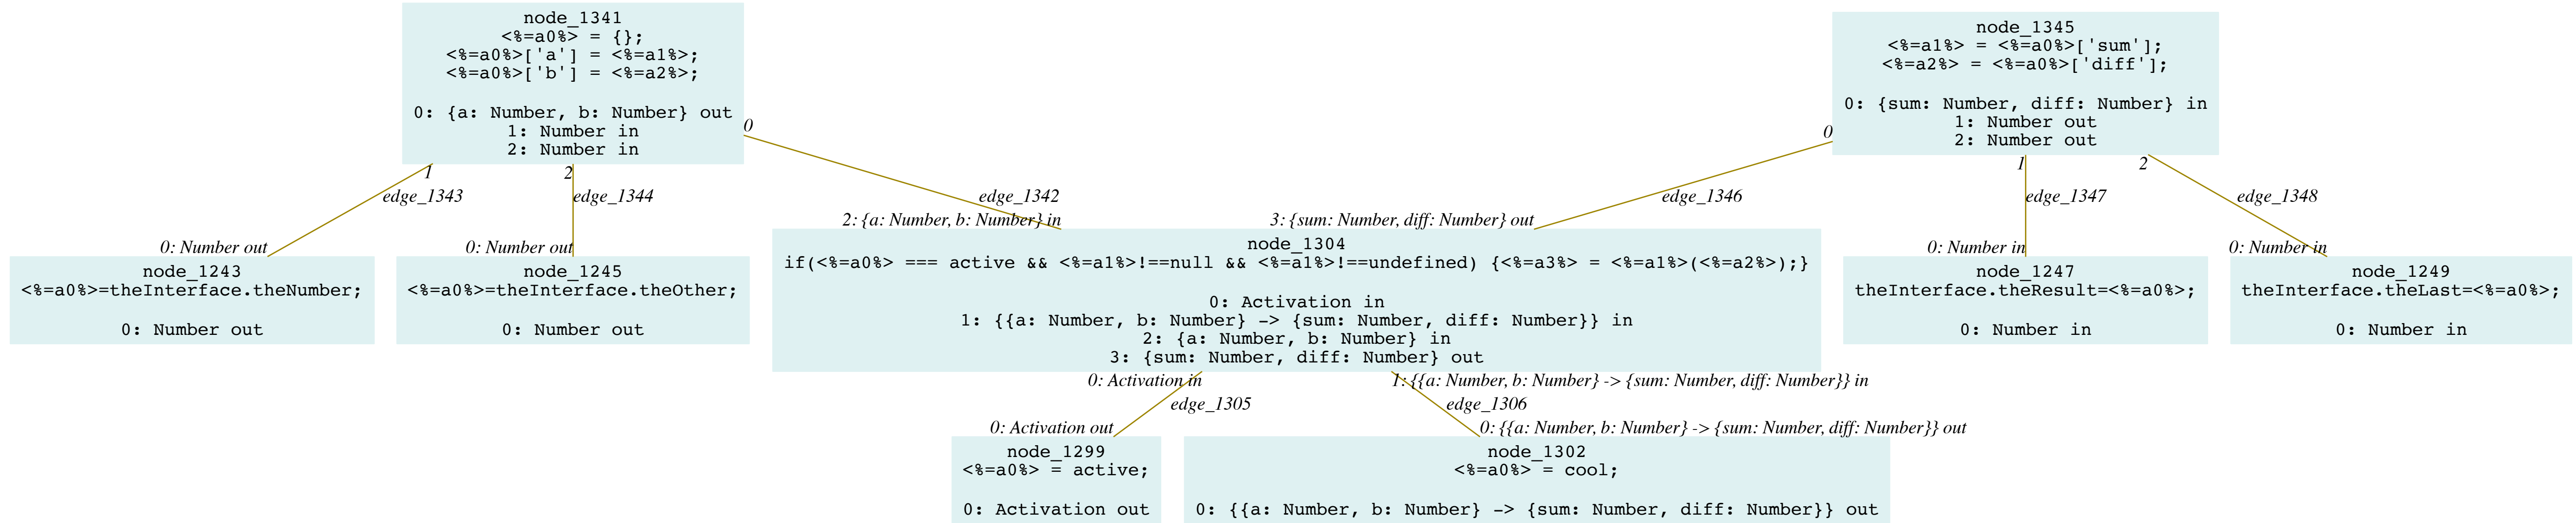 node_1341
<%=a0%> = {};
<%=a0%>['a'] = <%=a1%>;
<%=a0%>['b'] = <%=a2%>;
0: {a: Number, b: Number} out
1: Number in
2: Number in
node_1345
<%=a1%> = <%=a0%>['sum'];
<%=a2%> = <%=a0%>['diff'];
0: {sum: Number, diff: Number} in
1: Number out
2: Number out
0
0
1
2
1
2
edge_1343
edge_1344
edge_1342
edge_1346
edge_1347
edge_1348
0: Number out
0: Number out
2: {a: Number, b: Number} in
3: {sum: Number, diff: Number} out
0: Number in
0: Number in
node_1243
<%=a0%>=theInterface.theNumber;
0: Number out
node_1245
<%=a0%>=theInterface.theOther;
0: Number out
node_1304
if(<%=a0%> === active && <%=a1%>!==null && <%=a1%>!==undefined) {<%=a3%> = <%=a1%>(<%=a2%>);}
0: Activation in
1: {{a: Number, b: Number} -> {sum: Number, diff: Number}} in
2: {a: Number, b: Number} in
3: {sum: Number, diff: Number} out
node_1247
theInterface.theResult=<%=a0%>;
0: Number in
node_1249
theInterface.theLast=<%=a0%>;
0: Number in
0: Activation in
1: {{a: Number, b: Number} -> {sum: Number, diff: Number}} in
edge_1305
edge_1306
0: Activation out
0: {{a: Number, b: Number} -> {sum: Number, diff: Number}} out
node_1299
<%=a0%> = active;
0: Activation out
node_1302
<%=a0%> = cool;
0: {{a: Number, b: Number} -> {sum: Number, diff: Number}} out